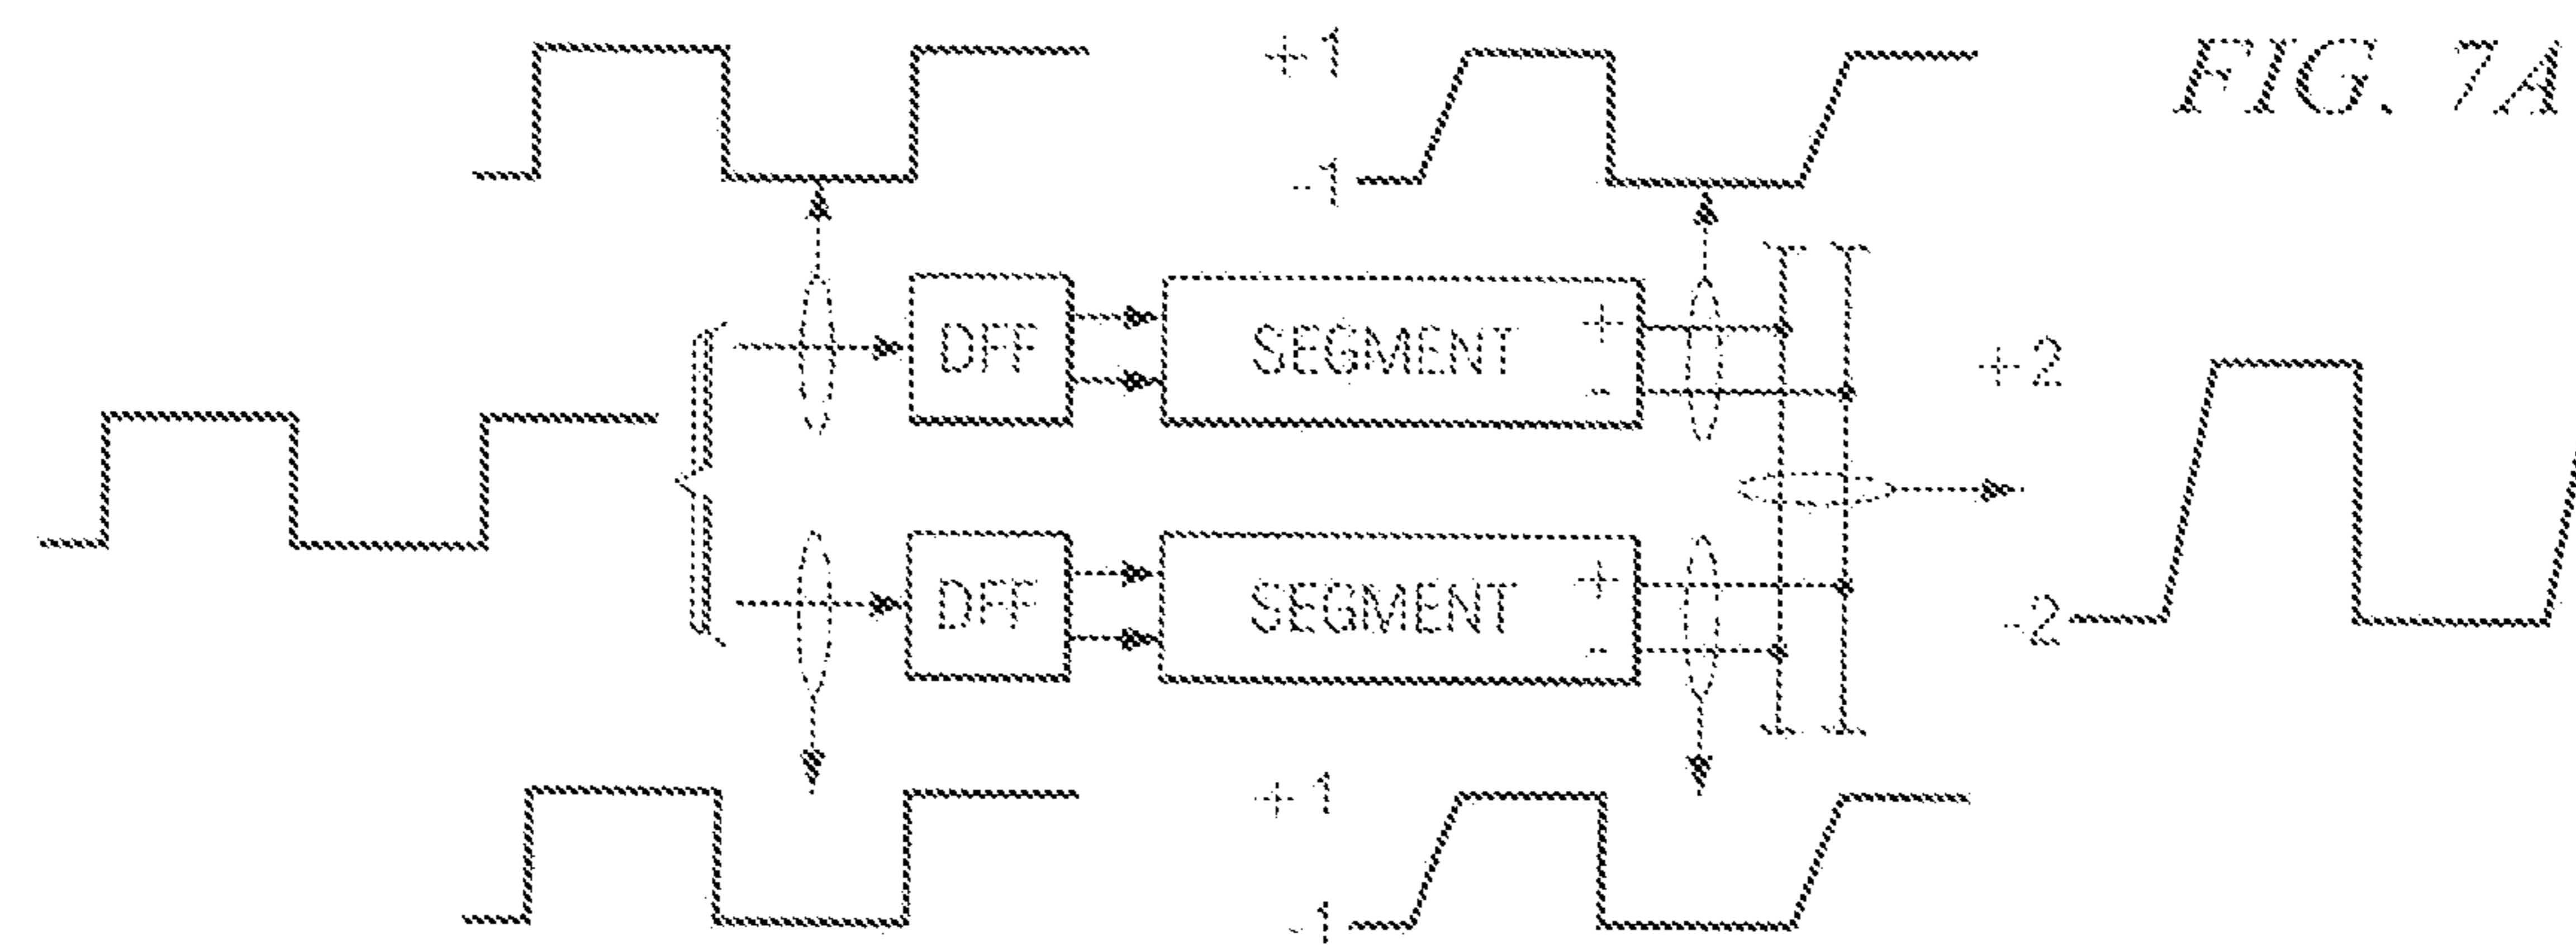 FIG. 7A
+1
-1
DFF
SEGMENT
+
-
+2
-2
DFF
SEGMENT
+
-
+1
-1